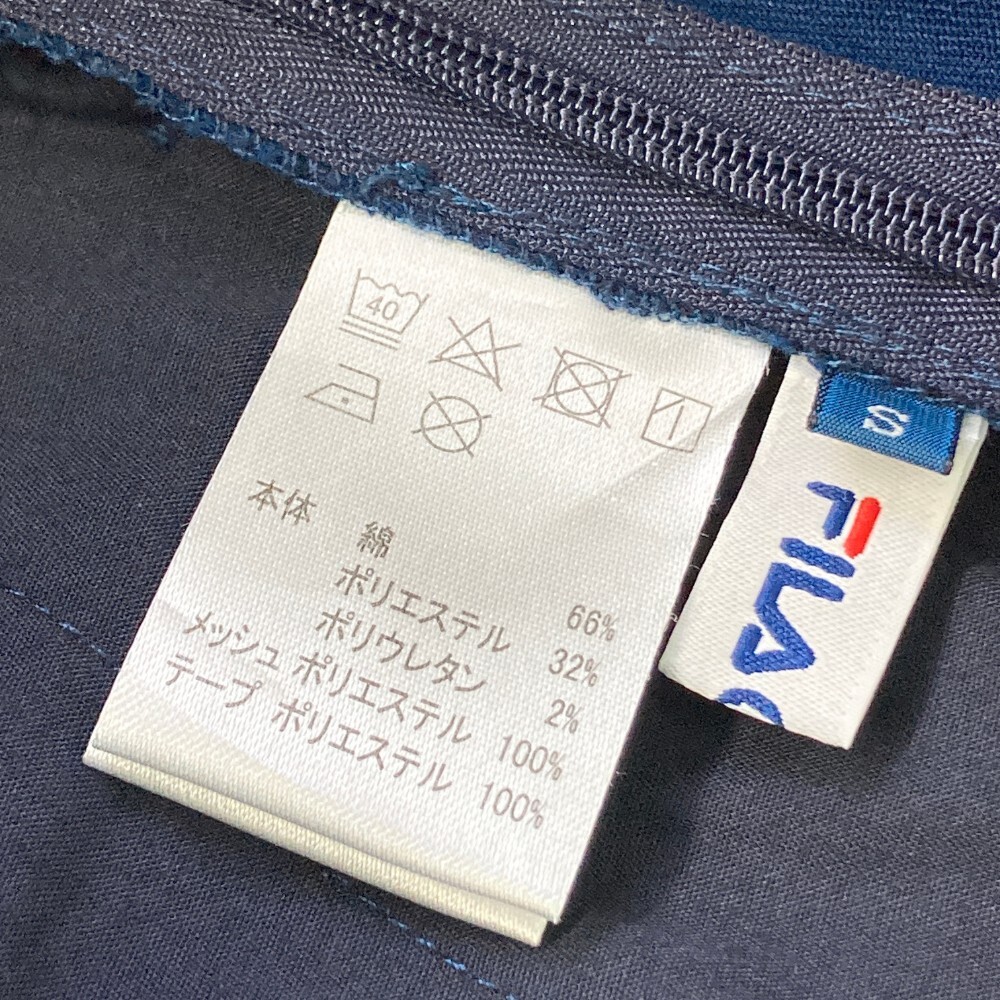 40
本体 綿 66%
ポリエステル 32%
ポリウレタン 2%
メッシュ ポリエステル 100%
テープ ポリエステル 100%
S
FILA